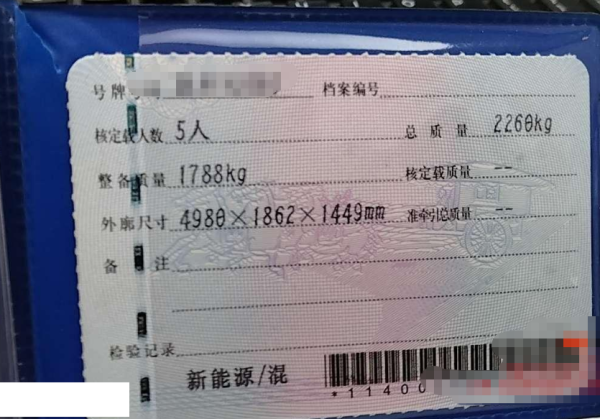 号牌 档案编号
核定载人数 5人 总质量 2260kg
整备质量 1788kg 核定载质量 --
外廓尺寸 4980×1862×1449mm 准牵引总质量 --
备注
检验记录
新能源/混
*11400